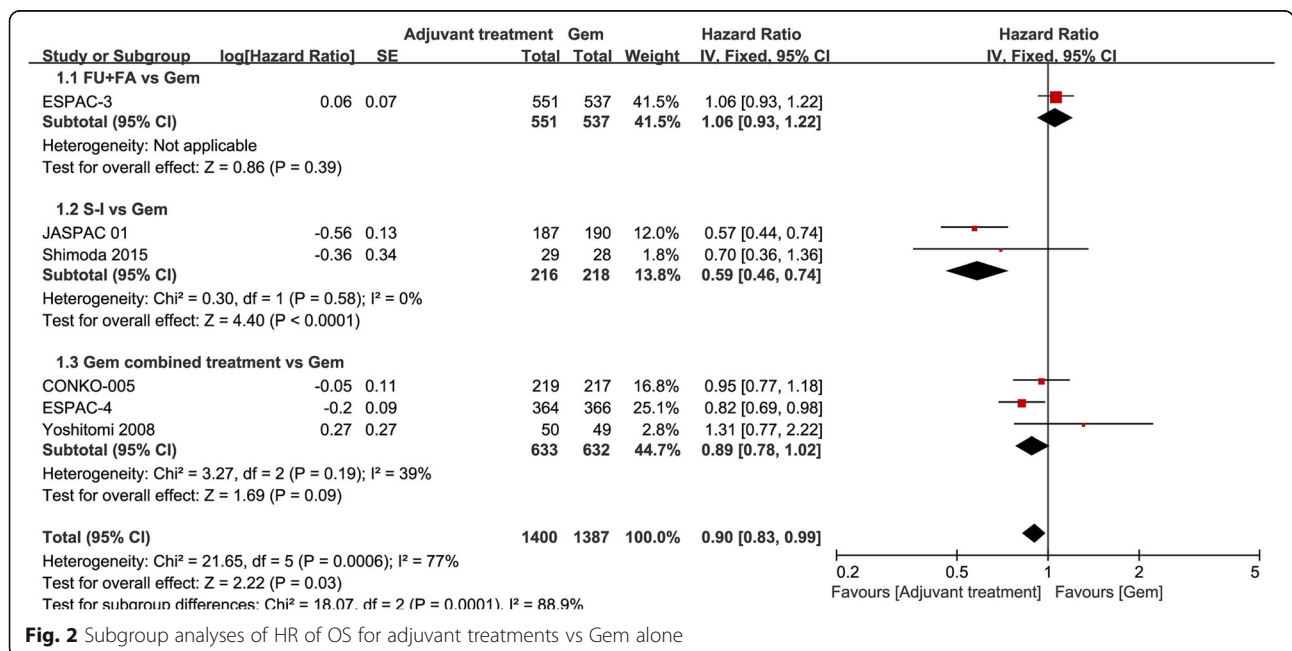 Adjuvant treatment Gem Hazard Ratio Hazard Ratio
Study or Subgroup log[Hazard Ratio] SE Total Total Weight IV, Fixed, 95% CI IV, Fixed, 95% CI
1.1 FU+FA vs Gem
ESPAC-3 0.06 0.07 551 537 41.5% 1.06 [0.93, 1.22]
Subtotal (95% CI) 551 537 41.5% 1.06 [0.93, 1.22]
Heterogeneity: Not applicable
Test for overall effect: Z = 0.86 (P = 0.39)
1.2 S-I vs Gem
JASPAC 01 -0.56 0.13 187 190 12.0% 0.57 [0.44, 0.74]
Shimoda 2015 -0.36 0.34 29 28 1.8% 0.70 [0.36, 1.36]
Subtotal (95% CI) 216 218 13.8% 0.59 [0.46, 0.74]
Heterogeneity: Chi² = 0.30, df = 1 (P = 0.58); I² = 0%
Test for overall effect: Z = 4.40 (P < 0.0001)
1.3 Gem combined treatment vs Gem
CONKO-005 -0.05 0.11 219 217 16.8% 0.95 [0.77, 1.18]
ESPAC-4 -0.2 0.09 364 366 25.1% 0.82 [0.69, 0.98]
Yoshitomi 2008 0.27 0.27 50 49 2.8% 1.31 [0.77, 2.22]
Subtotal (95% CI) 633 632 44.7% 0.89 [0.78, 1.02]
Heterogeneity: Chi² = 3.27, df = 2 (P = 0.19); I² = 39%
Test for overall effect: Z = 1.69 (P = 0.09)
Total (95% CI) 1400 1387 100.0% 0.90 [0.83, 0.99]
Heterogeneity: Chi² = 21.65, df = 5 (P = 0.0006); I² = 77%
Test for overall effect: Z = 2.22 (P = 0.03)
Test for subgroup differences: Chi² = 18.07, df = 2 (P = 0.0001), I² = 88.9%
0.2 0.5 1 2 5
Favours [Adjuvant treatment] Favours [Gem]
Fig. 2 Subgroup analyses of HR of OS for adjuvant treatments vs Gem alone